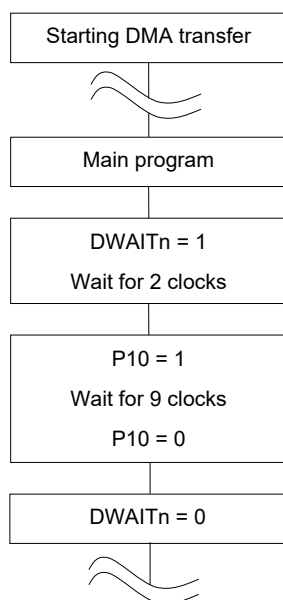 Starting DMA transfer
Main program
DWAITn = 1
Wait for 2 clocks
P10 = 1
Wait for 9 clocks
P10 = 0
DWAITn = 0